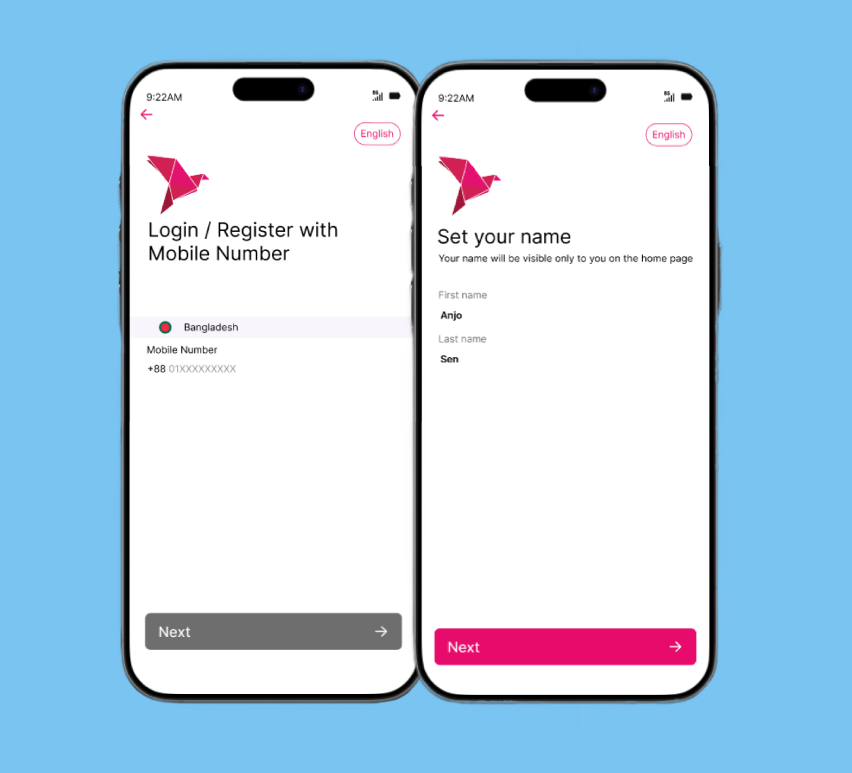 9:22AM
5G
English
Login / Register with
Mobile Number
Bangladesh
Mobile Number
+88 01XXXXXXXXX
Next
9:22AM
5G
English
Set your name
Your name will be visible only to you on the home page
First name
Anjo
Last name
Sen
Next